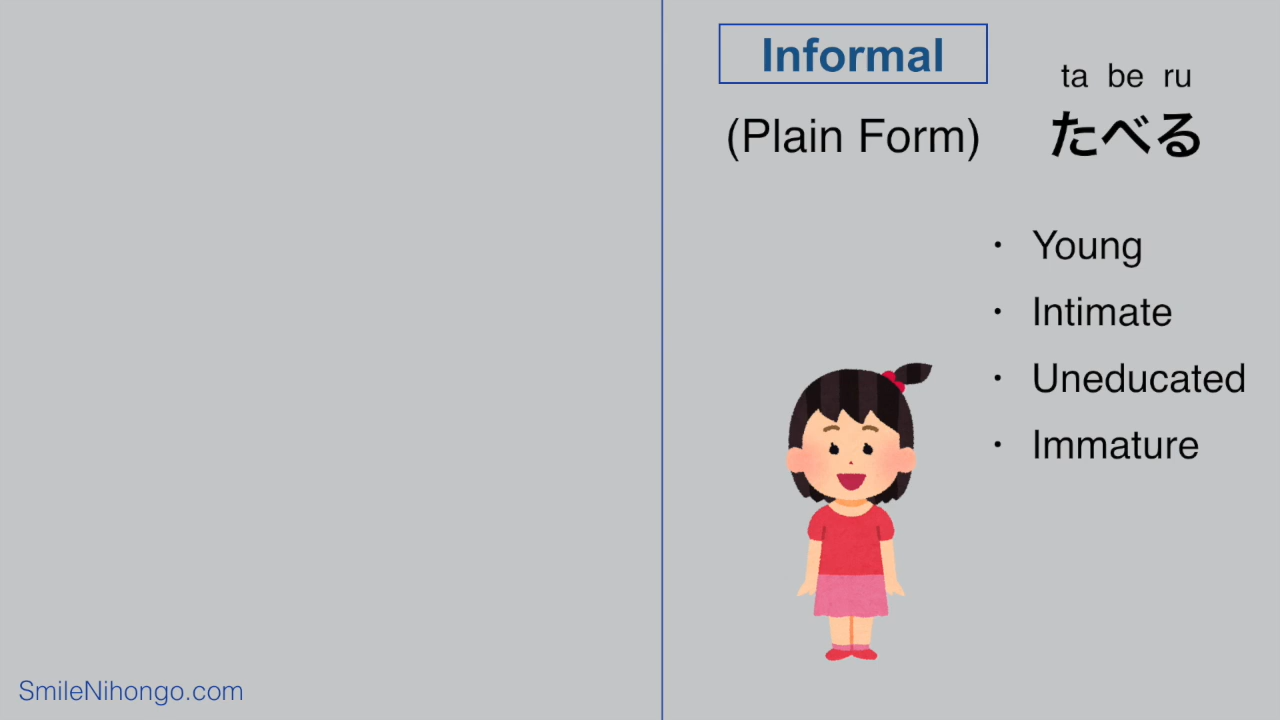 Informal
(Plain Form)
ta be ru
たべる
・ Young
・ Intimate
・ Uneducated
・ Immature
SmileNihongo.com